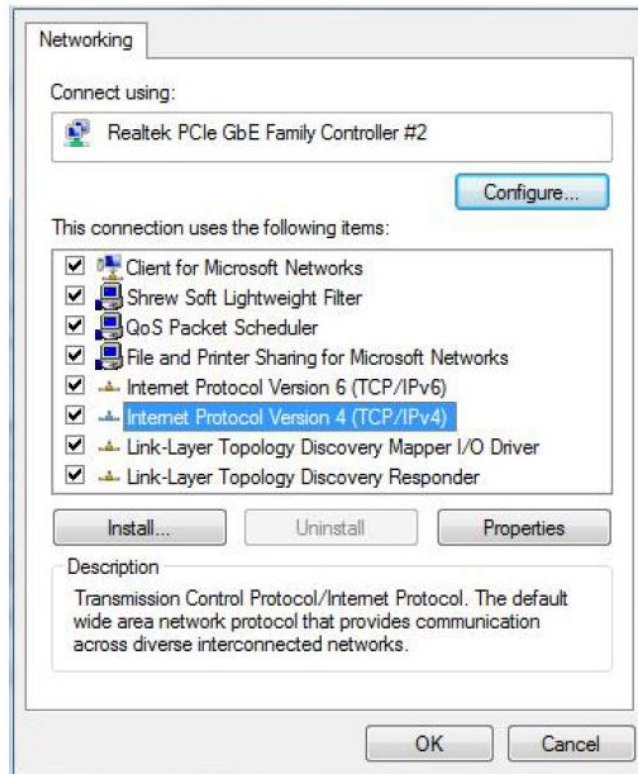 Networking
Connect using:
Realtek PCIe GbE Family Controller #2
Configure...
This connection uses the following items:
Client for Microsoft Networks
Shrew Soft Lightweight Filter
QoS Packet Scheduler
File and Printer Sharing for Microsoft Networks
Internet Protocol Version 6 (TCP/IPv6)
Internet Protocol Version 4 (TCP/IPv4)
Link-Layer Topology Discovery Mapper I/O Driver
Link-Layer Topology Discovery Responder
Install... Uninstall Properties
Description
Transmission Control Protocol/Internet Protocol. The default
wide area network protocol that provides communication
across diverse interconnected networks.
OK Cancel